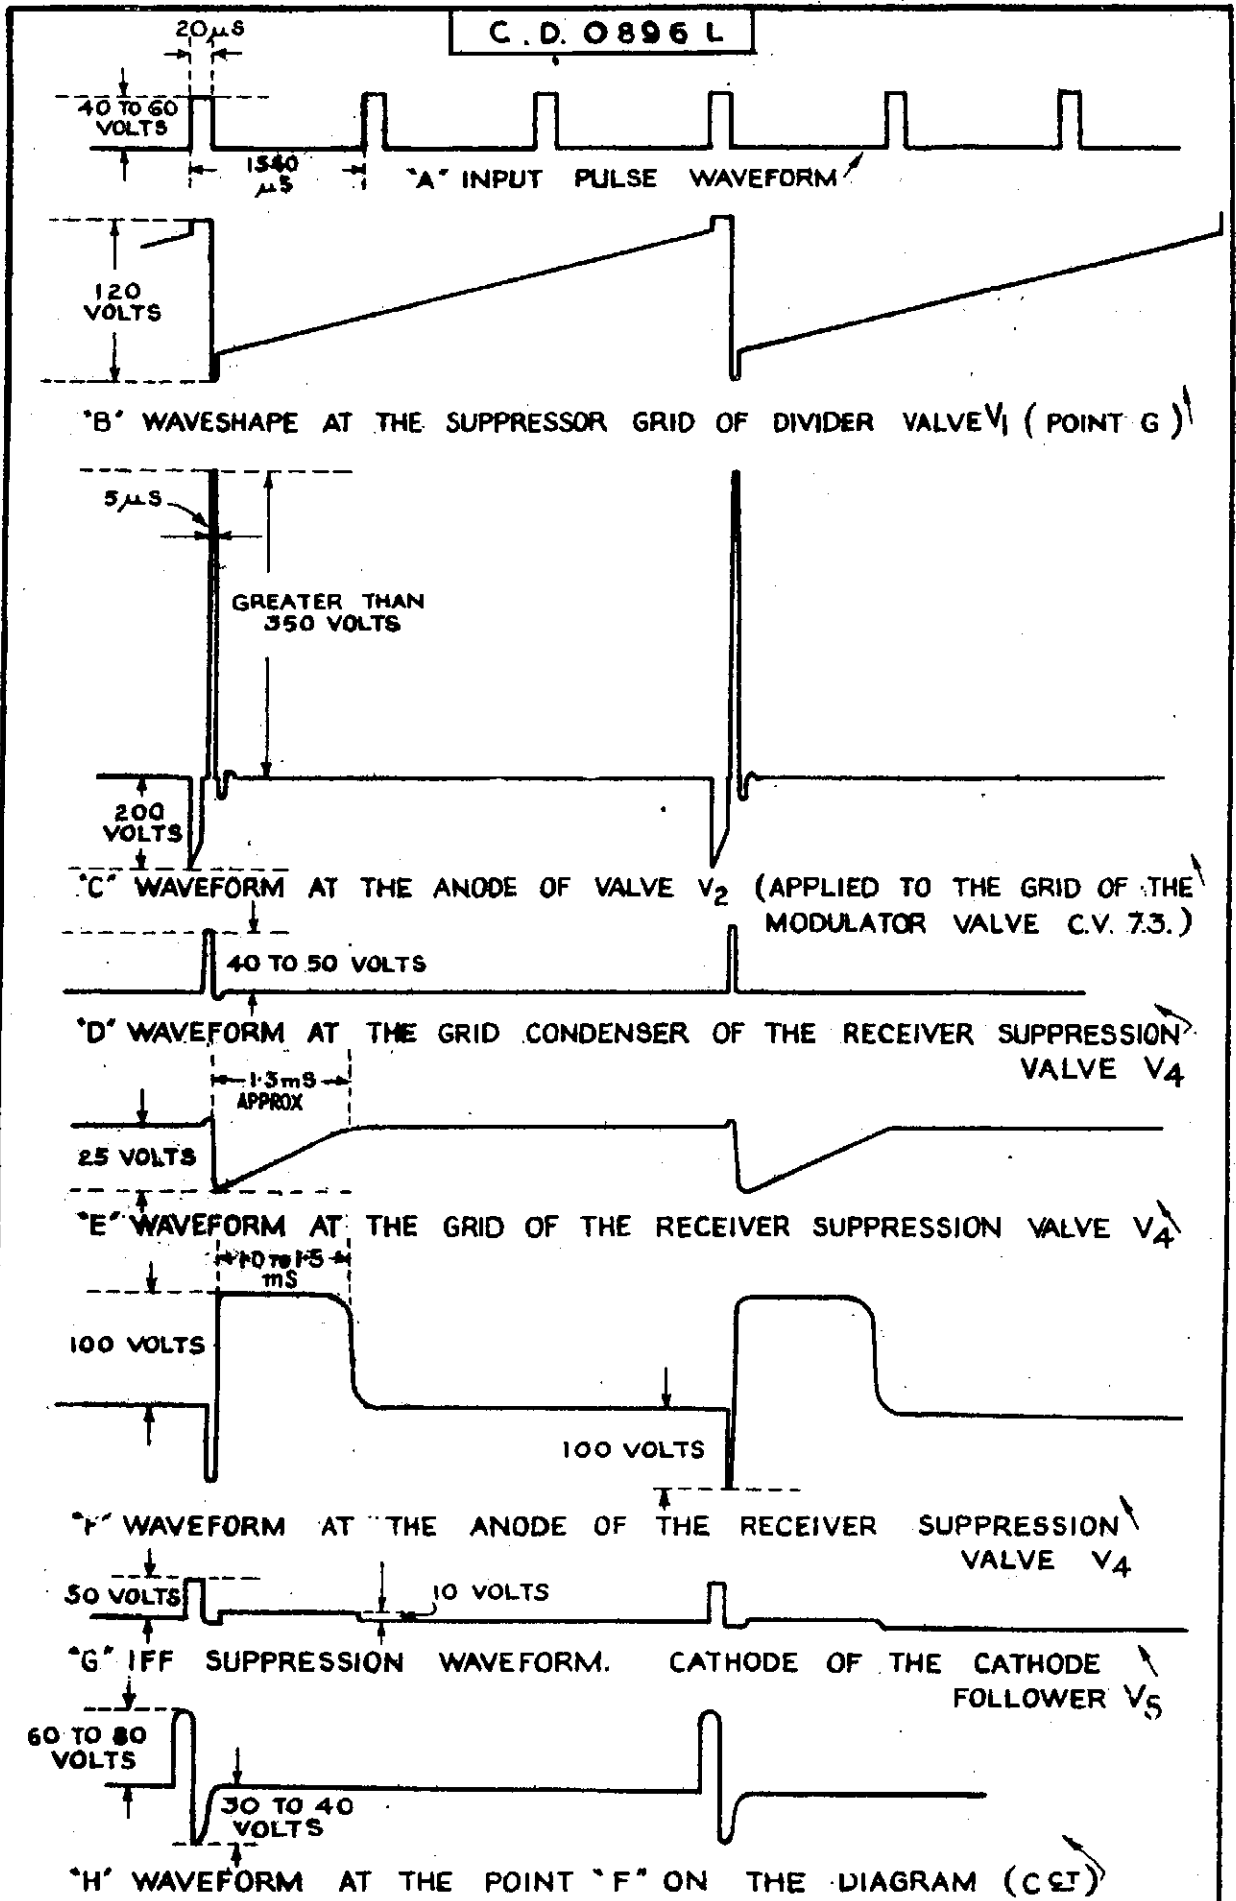 C.D. 0896 L
20μS
40 TO 60
VOLTS
1540
μS
"A" INPUT PULSE WAVEFORM
120
VOLTS
"B" WAVESHAPE AT THE SUPPRESSOR GRID OF DIVIDER VALVE V1 (POINT G)
5μS
GREATER THAN
350 VOLTS
200
VOLTS
"C" WAVEFORM AT THE ANODE OF VALVE V2 (APPLIED TO THE GRID OF THE
MODULATOR VALVE C.V. 73.)
40 TO 50 VOLTS
"D" WAVEFORM AT THE GRID CONDENSER OF THE RECEIVER SUPPRESSION
VALVE V4
1·3mS
APPROX
25 VOLTS
"E" WAVEFORM AT THE GRID OF THE RECEIVER SUPPRESSION VALVE V4
1·0 TO 1·5
mS
100 VOLTS
100 VOLTS
"F" WAVEFORM AT THE ANODE OF THE RECEIVER SUPPRESSION
VALVE V4
50 VOLTS
10 VOLTS
"G" IFF SUPPRESSION WAVEFORM. CATHODE OF THE CATHODE
FOLLOWER V5
60 TO 80
VOLTS
30 TO 40
VOLTS
"H" WAVEFORM AT THE POINT "F" ON THE DIAGRAM (CCT)